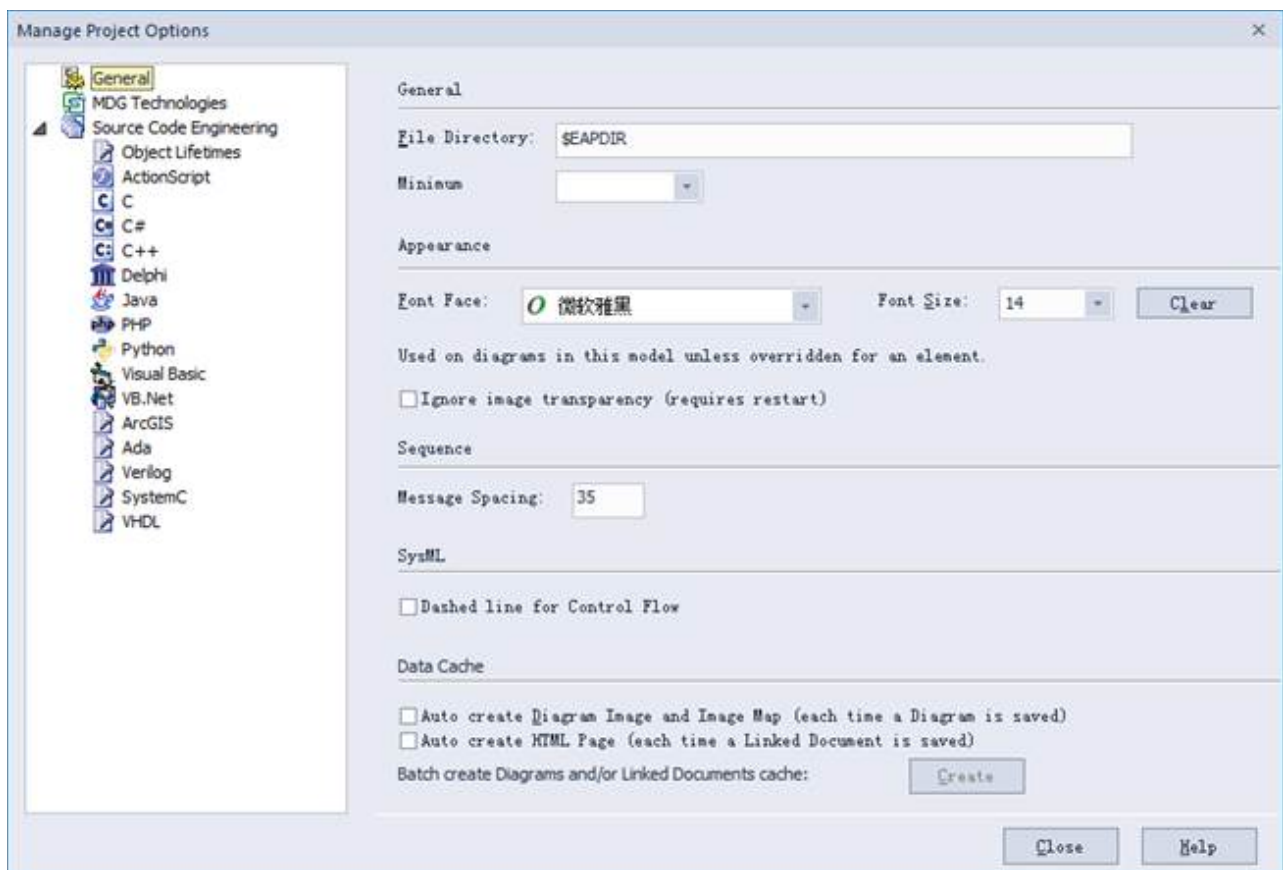 Manage Project Options
General
MDG Technologies
Source Code Engineering
Object Lifetimes
ActionScript
C
C#
C++
Delphi
Java
PHP
Python
Visual Basic
VB.Net
ArcGIS
Ada
Verilog
SystemC
VHDL
General
File Directory: $EAPDIR
Minimum
Appearance
Font Face: 微软雅黑 Font Size: 14 Clear
Used on diagrams in this model unless overridden for an element.
Ignore image transparency (requires restart)
Sequence
Message Spacing: 35
SysML
Dashed line for Control Flow
Data Cache
Auto create Diagram Image and Image Map (each time a Diagram is saved)
Auto create HTML Page (each time a Linked Document is saved)
Batch create Diagrams and/or Linked Documents cache: Create
Close Help